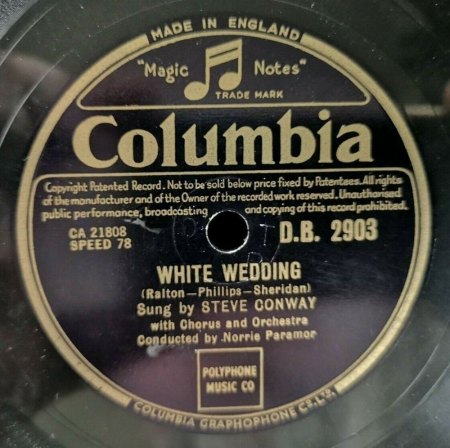 MADE IN ENGLAND
"Magic Notes"
TRADE MARK
Columbia
Copyright Patented Record. Not to be sold below price fixed by Patentees. All rights
of the manufacturer and of the Owner of the recorded work reserved. Unauthorised
public performance, broadcasting and copying of this record prohibited.
CA 21808
SPEED 78
D.B. 2903
WHITE WEDDING
(Ralton—Phillips—Sheridan)
Sung by STEVE CONWAY
with Chorus and Orchestra
Conducted by Norrie Paramor
POLYPHONE
MUSIC CO
COLUMBIA GRAPHOPHONE CO. LTD.